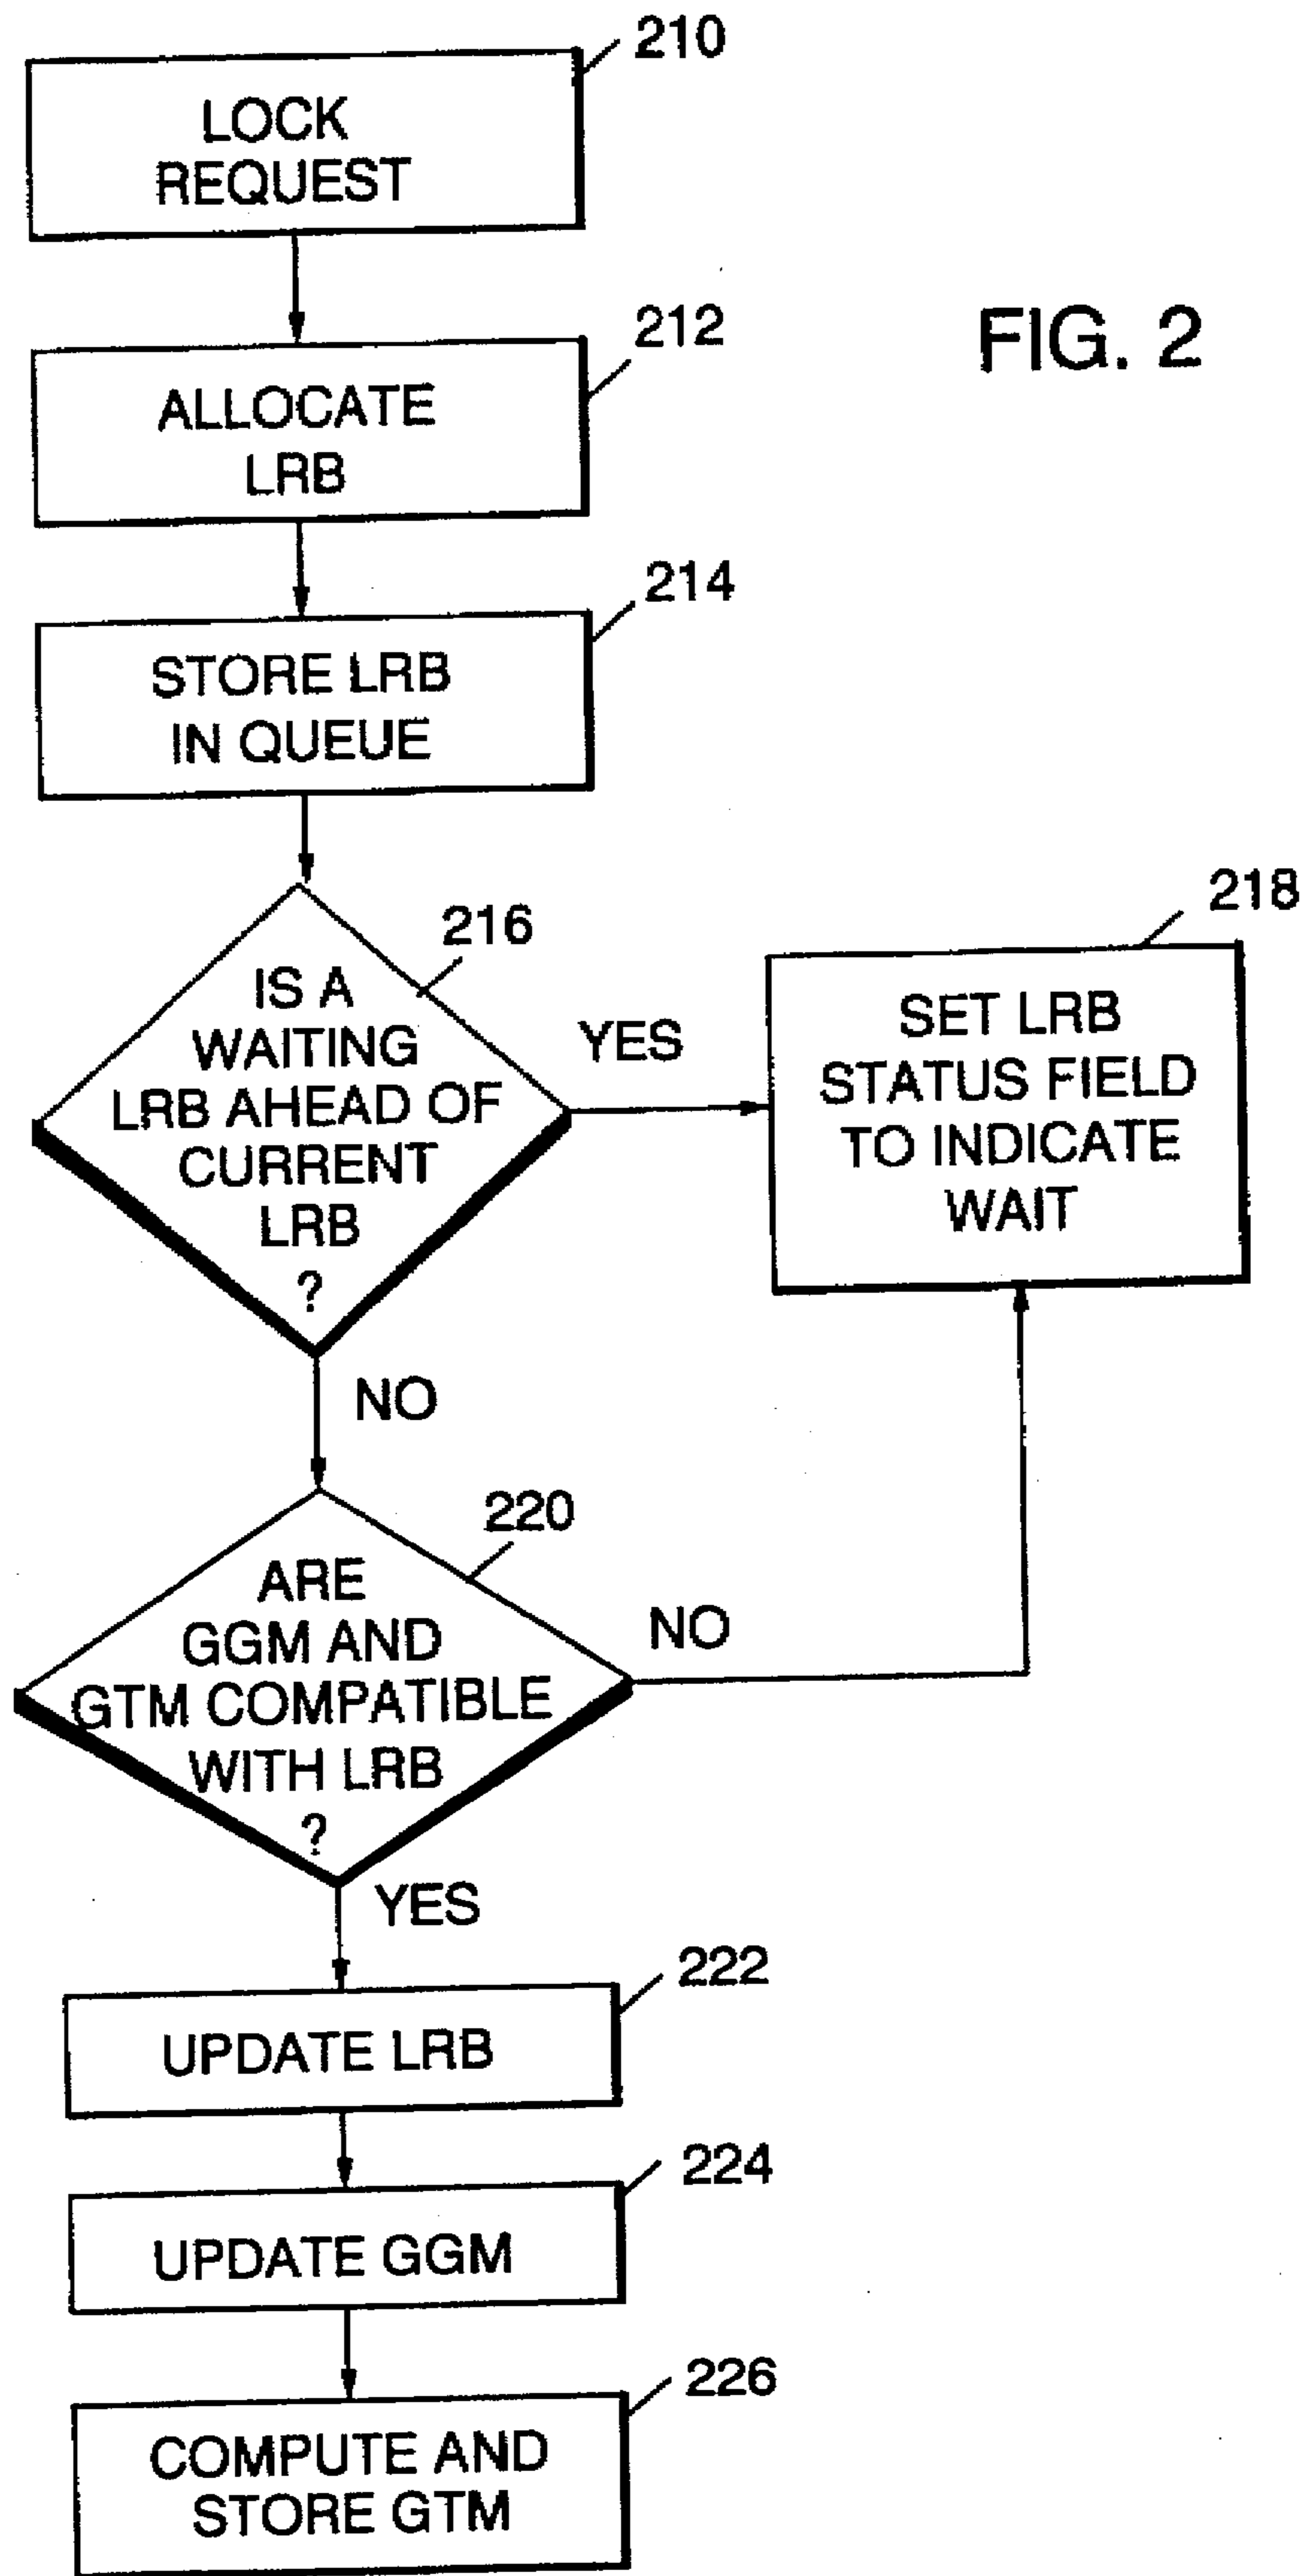 210
LOCK
REQUEST
212
FIG. 2
ALLOCATE
LRB
214
STORE LRB
IN QUEUE
216
IS A
WAITING
LRB AHEAD OF
CURRENT
LRB
?
YES
218
SET LRB
STATUS FIELD
TO INDICATE
WAIT
NO
220
ARE
GGM AND
GTM COMPATIBLE
WITH LRB
?
NO
YES
222
UPDATE LRB
224
UPDATE GGM
226
COMPUTE AND
STORE GTM